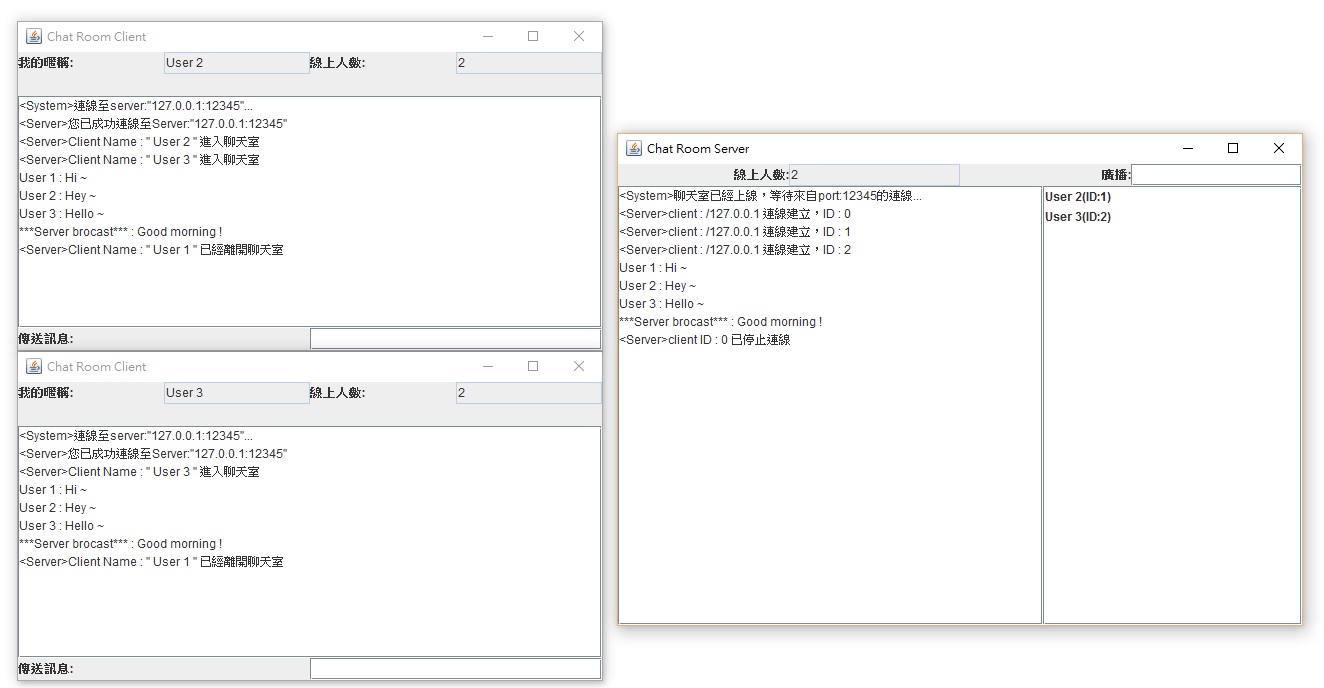 Chat Room Client
我的暱稱: User 2 線上人數: 2
<System>連線至server:"127.0.0.1:12345"...
<Server>您已成功連線至Server:"127.0.0.1:12345"
<Server>Client Name : " User 2 " 進入聊天室
<Server>Client Name : " User 3 " 進入聊天室
User 1 : Hi ~
User 2 : Hey ~
User 3 : Hello ~
***Server brocast*** : Good morning !
<Server>Client Name : " User 1 " 已經離開聊天室
傳送訊息:
Chat Room Client
我的暱稱: User 3 線上人數: 2
<System>連線至server:"127.0.0.1:12345"...
<Server>您已成功連線至Server:"127.0.0.1:12345"
<Server>Client Name : " User 3 " 進入聊天室
User 1 : Hi ~
User 2 : Hey ~
User 3 : Hello ~
***Server brocast*** : Good morning !
<Server>Client Name : " User 1 " 已經離開聊天室
傳送訊息:
Chat Room Server
線上人數: 2 廣播:
<System>聊天室已經上線，等待來自port:12345的連線...
<Server>client : /127.0.0.1 連線建立，ID : 0
<Server>client : /127.0.0.1 連線建立，ID : 1
<Server>client : /127.0.0.1 連線建立，ID : 2
User 1 : Hi ~
User 2 : Hey ~
User 3 : Hello ~
***Server brocast*** : Good morning !
<Server>client ID : 0 已停止連線
User 2(ID:1)
User 3(ID:2)